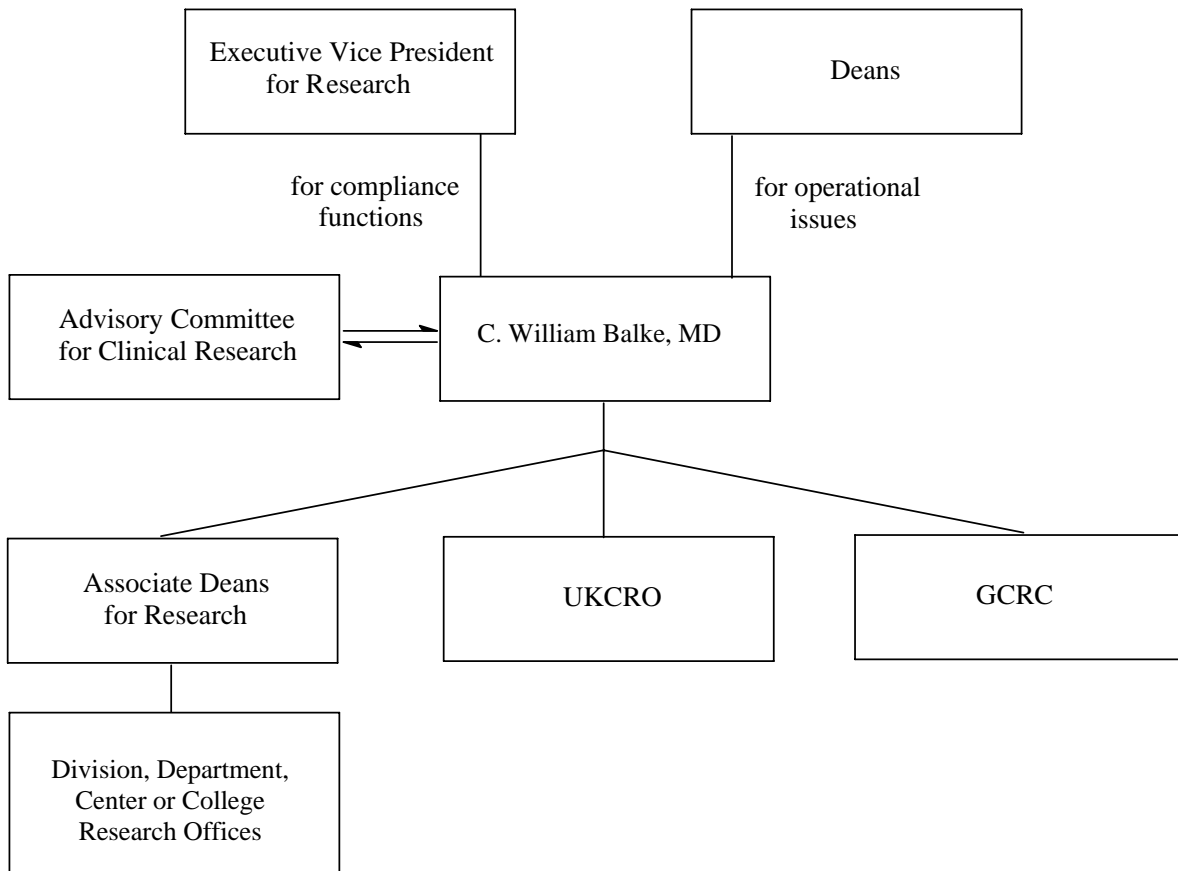 Executive Vice President
for Research
Deans
for compliance
functions
for operational
issues
Advisory Committee
for Clinical Research
C. William Balke, MD
Associate Deans
for Research
UKCRO
GCRC
Division, Department,
Center or College
Research Offices